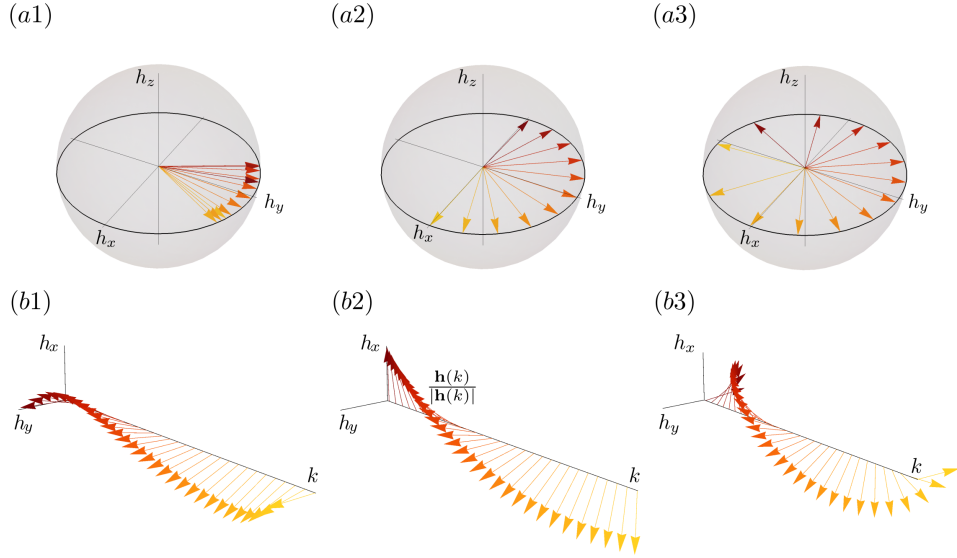 (a1)
(a2)
(a3)
h_z
h_z
h_z
h_y
h_y
h_y
h_x
h_x
h_x
(b1)
(b2)
(b3)
h_x
h_x
h_x
h(k)
|h(k)|
h_y
h_y
h_y
k
k
k